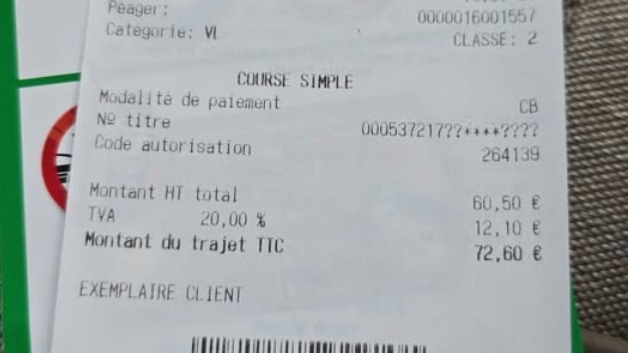 Péager:
0000016001557
Catégorie: VL CLASSE: 2
COURSE SIMPLE
Modalité de paiement CB
Nº titre 000537217??****????
Code autorisation 264139
Montant HT total 60,50 €
TVA 20,00 % 12,10 €
Montant du trajet TTC 72,60 €
EXEMPLAIRE CLIENT